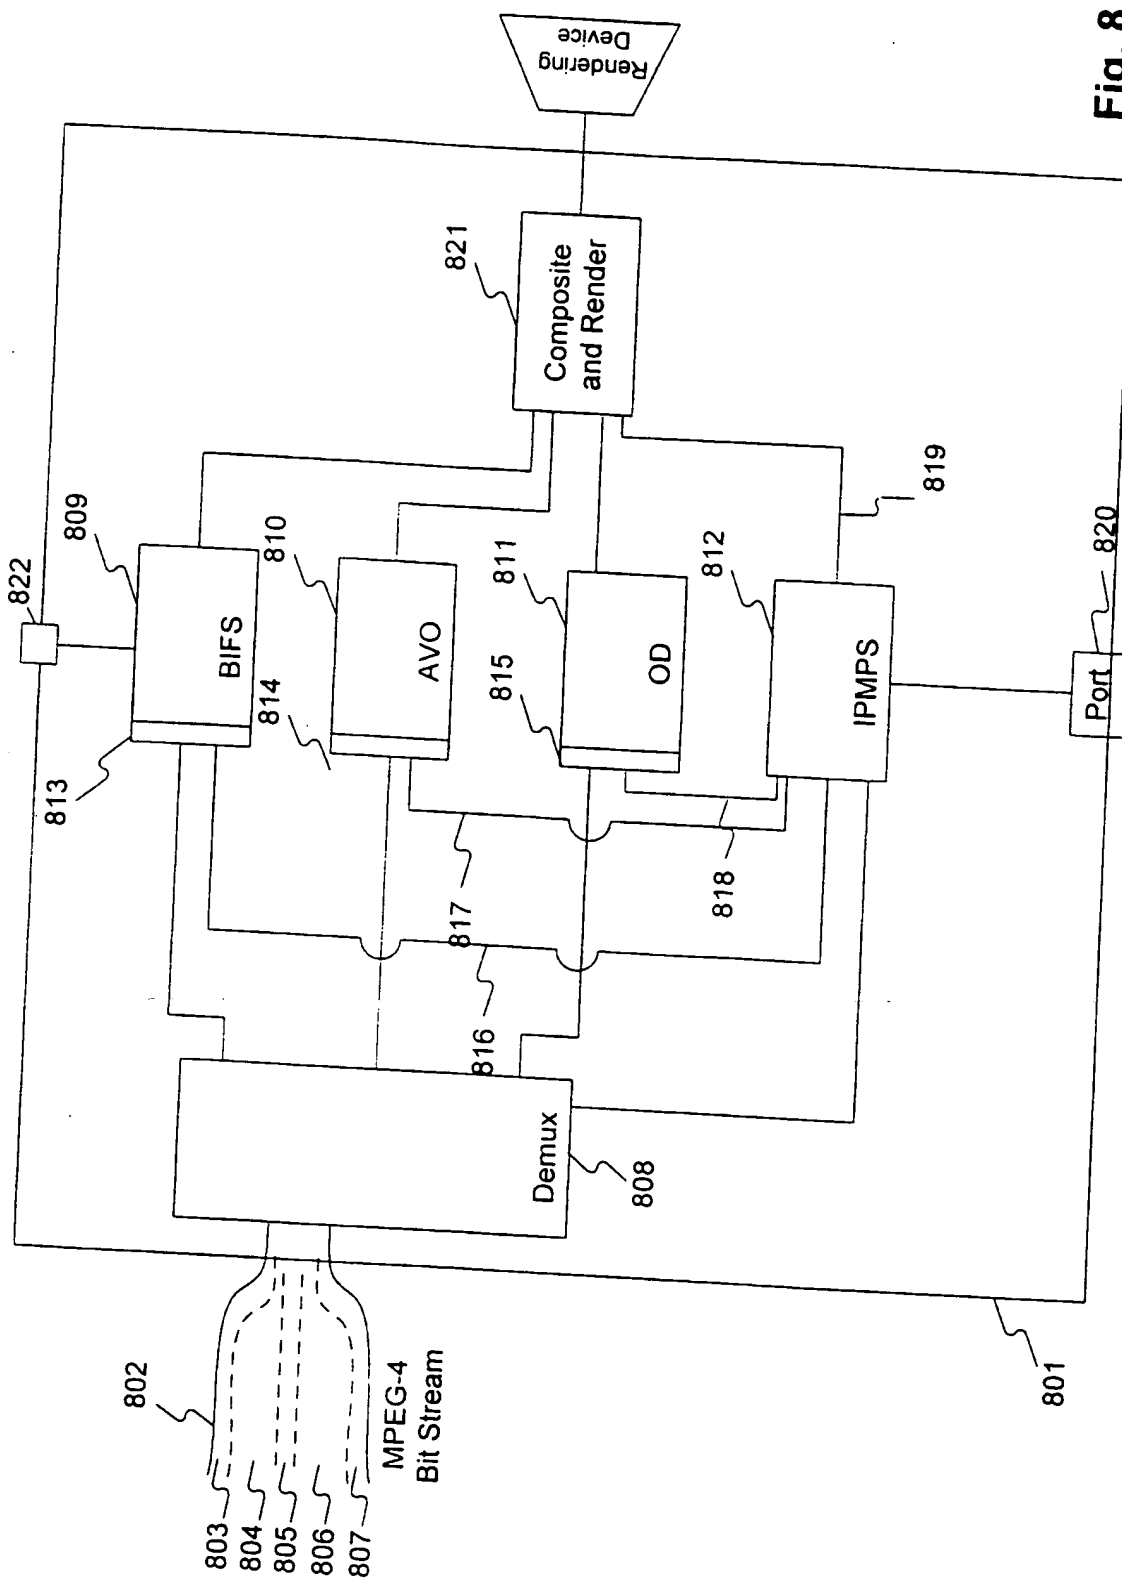 802
803
804
805
806
807
MPEG-4
Bit Stream
801
Demux
808
813
822
809
BIFS
814
810
AVO
815
811
OD
812
IPMPS
816
817
818
819
820
Port
821
Composite
and Render
Rendering
Device
Fig. 8